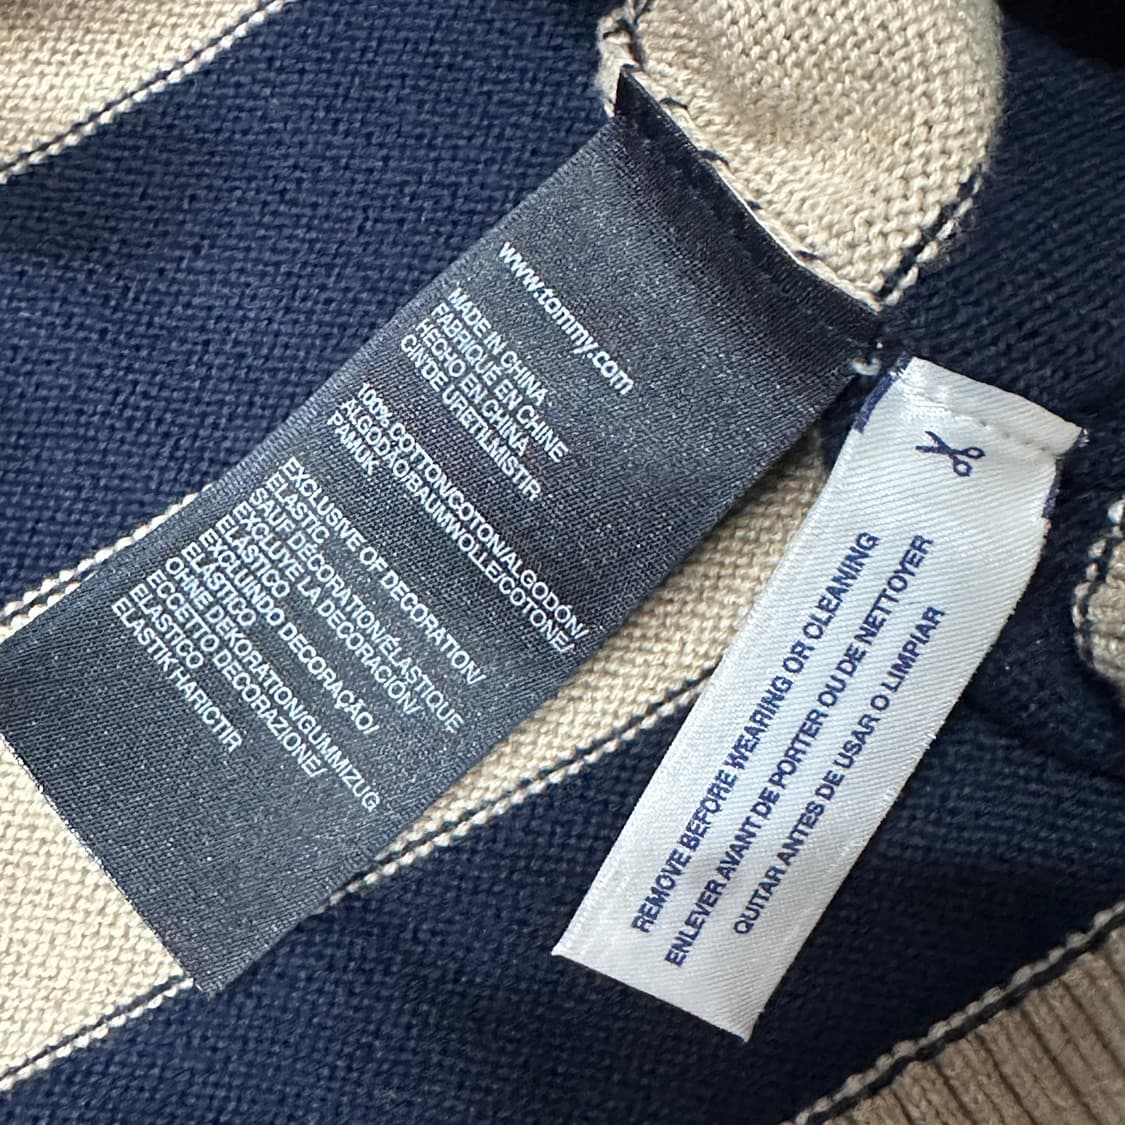 www.tommy.com
MADE IN CHINA
FABRIQUÉ EN CHINE
HECHO EN CHINA
CIN'DE URETILMISTIR
100% COTTON/COTON/ALGODÓN/
ALGODÃO/BAUMWOLLE/COTONE/
PAMUK
EXCLUSIVE OF DECORATION/
ELASTIC
SAUF DÉCORATION/ÉLASTIQUE
EXCLUYE LA DECORACIÓN/
ELÁSTICO
EXCLUINDO DECORAÇÃO/
ELÁSTICO
OHNE DEKORATION/GUMMIZUG
ECCETTO DECORAZIONE/
ELASTICO
ELASTIK HARICTIR
REMOVE BEFORE WEARING OR CLEANING
ENLEVER AVANT DE PORTER OU DE NETTOYER
QUITAR ANTES DE USAR O LIMPIAR